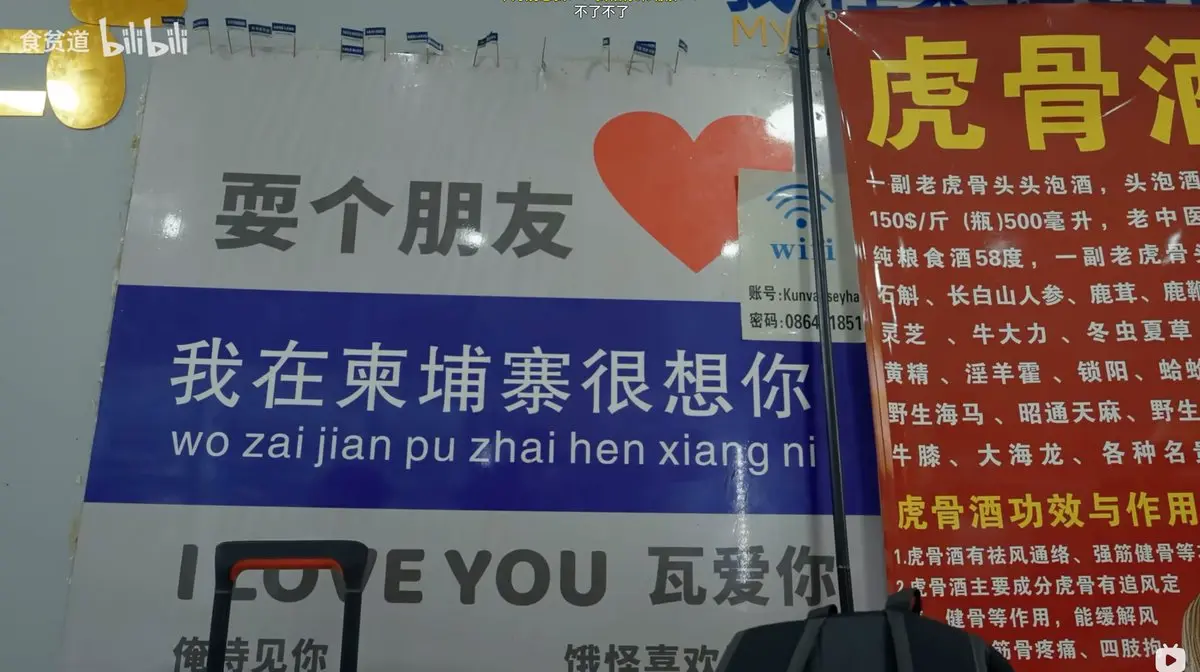 不了不了
食贫道 bilibili
耍个朋友
wifi
账号:Kunva
seyha
密码:0864
1851
我在柬埔寨很想你
wo zai jian pu zhai hen xiang ni
I LOVE YOU 瓦爱你
见你
饿怪喜欢
虎骨酒
一副老虎骨头头泡酒，头泡酒
150$/斤 (瓶)500毫升，老中医
纯粮食酒58度，一副老虎骨头
石斛、长白山人参、鹿茸、鹿鞭
灵芝 、牛大力 、冬虫夏草
黄精 、淫羊霍 、锁阳、蛤蚧
野生海马 、昭通天麻、野生
牛膝 、大海龙 、各种名
虎骨酒功效与作用
1.虎骨酒有祛风通络、强筋健骨等
2.虎骨酒主要成分虎骨有追风定
、健骨等作用，能缓解风
筋骨疼痛、四肢拘